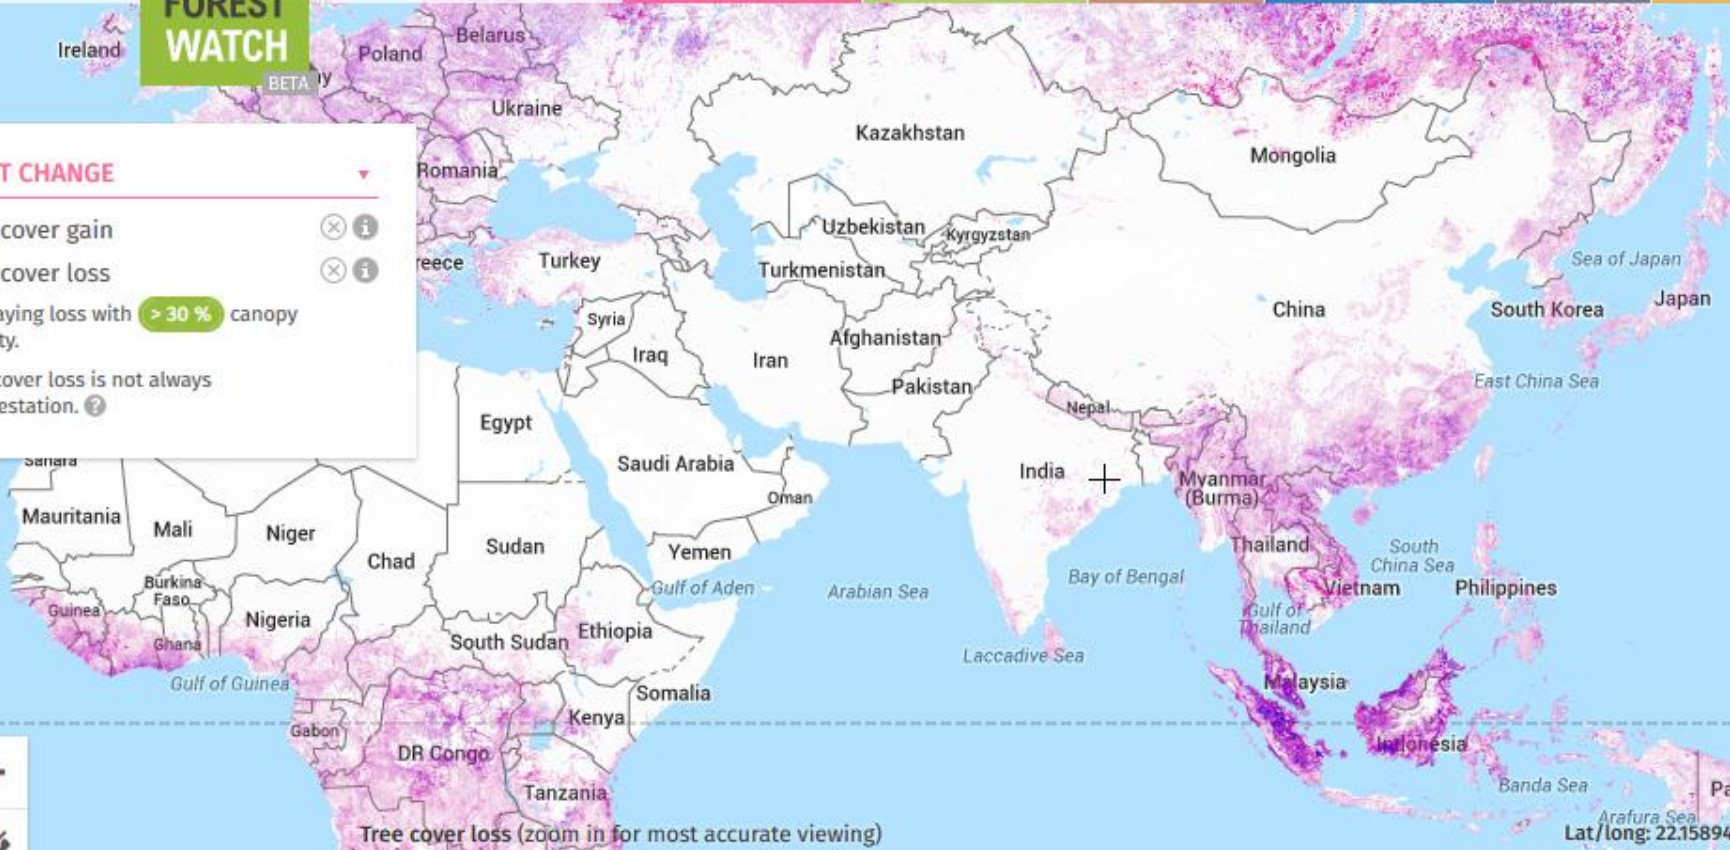 FOREST
WATCH
BETA
Ireland
Poland
Belarus
Ukraine
Romania
Kazakhstan
Mongolia
T CHANGE
cover gain
cover loss
aying loss with > 30 % canopy
ty.
cover loss is not always
estation.
reece
Turkey
Uzbekistan
Kyrgyzstan
Turkmenistan
Syria
Iraq
Iran
Afghanistan
Pakistan
China
South Korea
Japan
Sea of Japan
East China Sea
Nepal
Egypt
Saudi Arabia
Oman
India
Myanmar
(Burma)
Sahara
Mauritania
Mali
Niger
Chad
Sudan
Yemen
Thailand
South
China Sea
Burkina
Faso
Gulf of Aden
Arabian Sea
Bay of Bengal
Vietnam
Philippines
Guinea
Nigeria
Gulf of
Thailand
Ghana
South Sudan
Ethiopia
Laccadive Sea
Gulf of Guinea
Somalia
Malaysia
Gabon
Kenya
DR Congo
Indonesia
Tanzania
Banda Sea
Pa
Arafura Sea
Tree cover loss (zoom in for most accurate viewing)
Lat/long: 22.15894